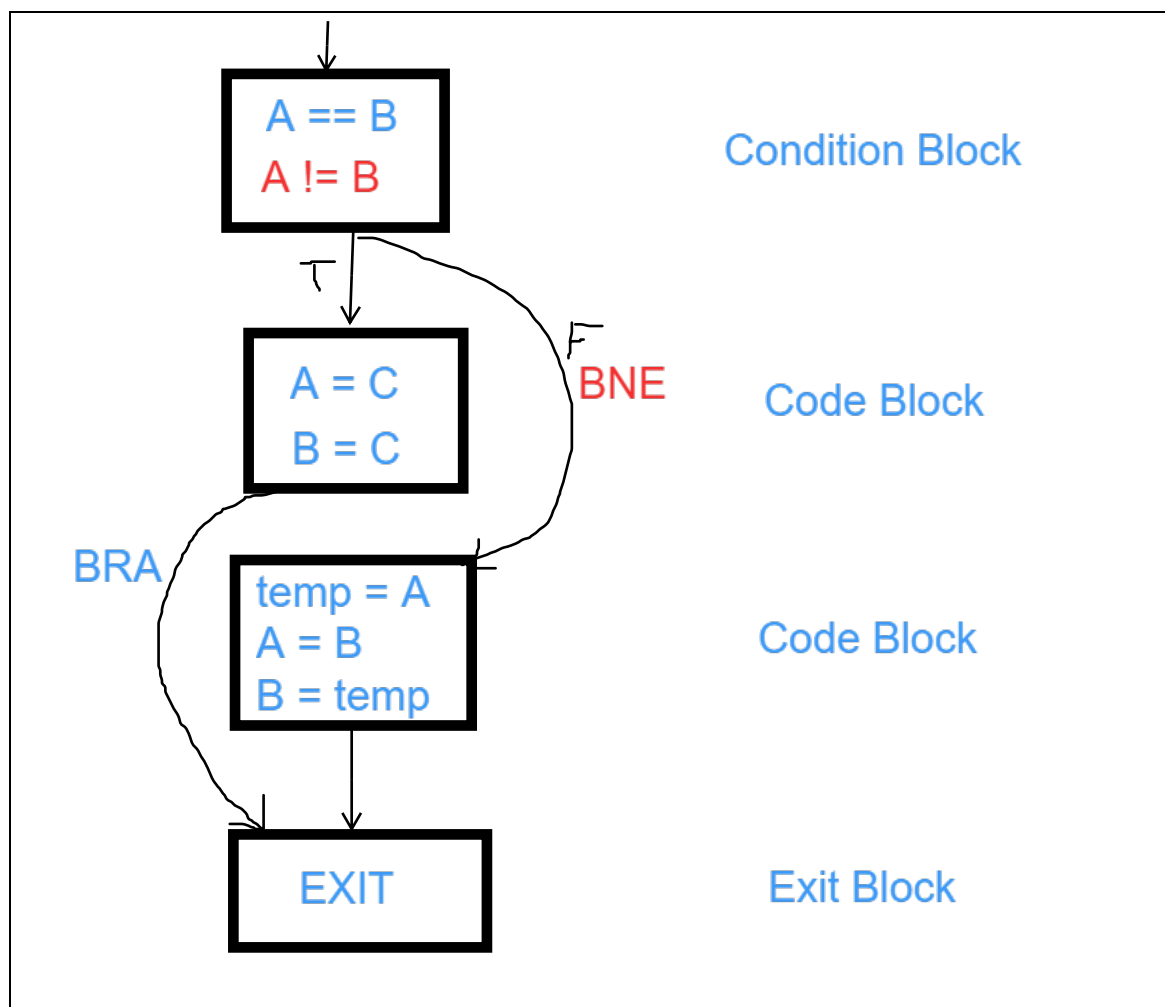 A == B
A != B
Condition Block
T
F
BNE
A = C
B = C
Code Block
BRA
temp = A
A = B
B = temp
Code Block
EXIT
Exit Block